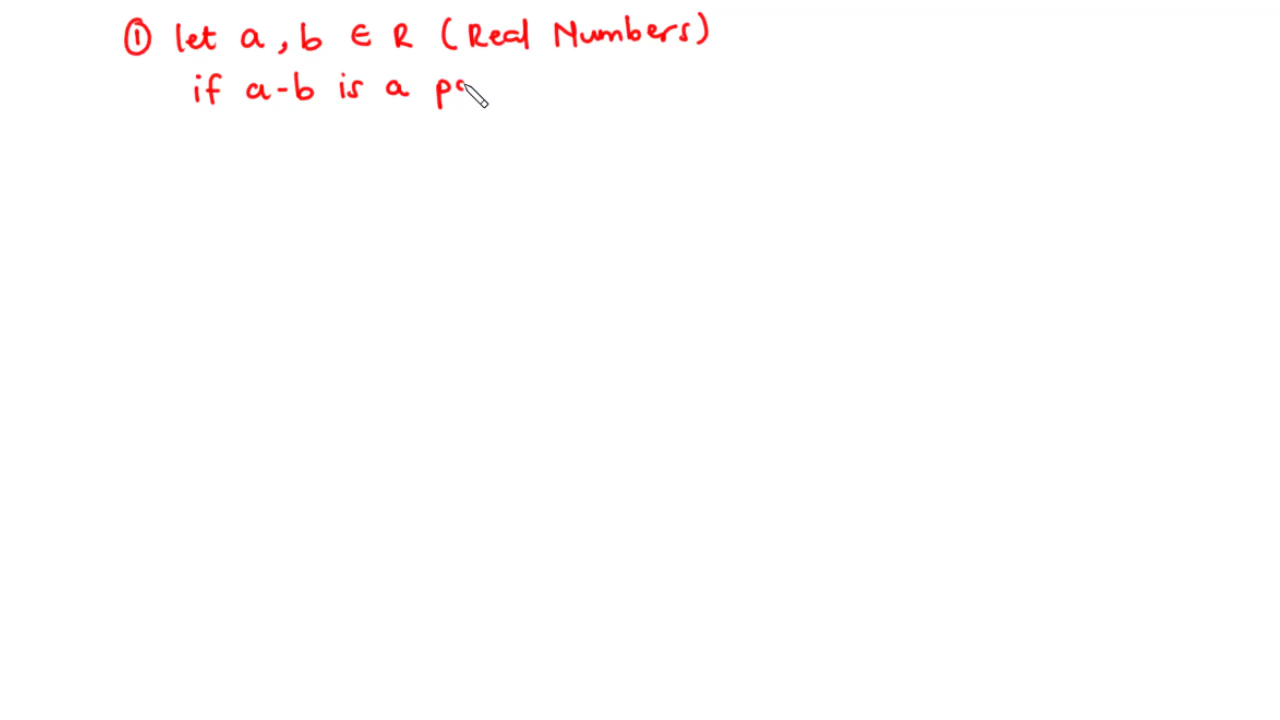 ① let a, b ∈ R (Real Numbers)
if a-b is a